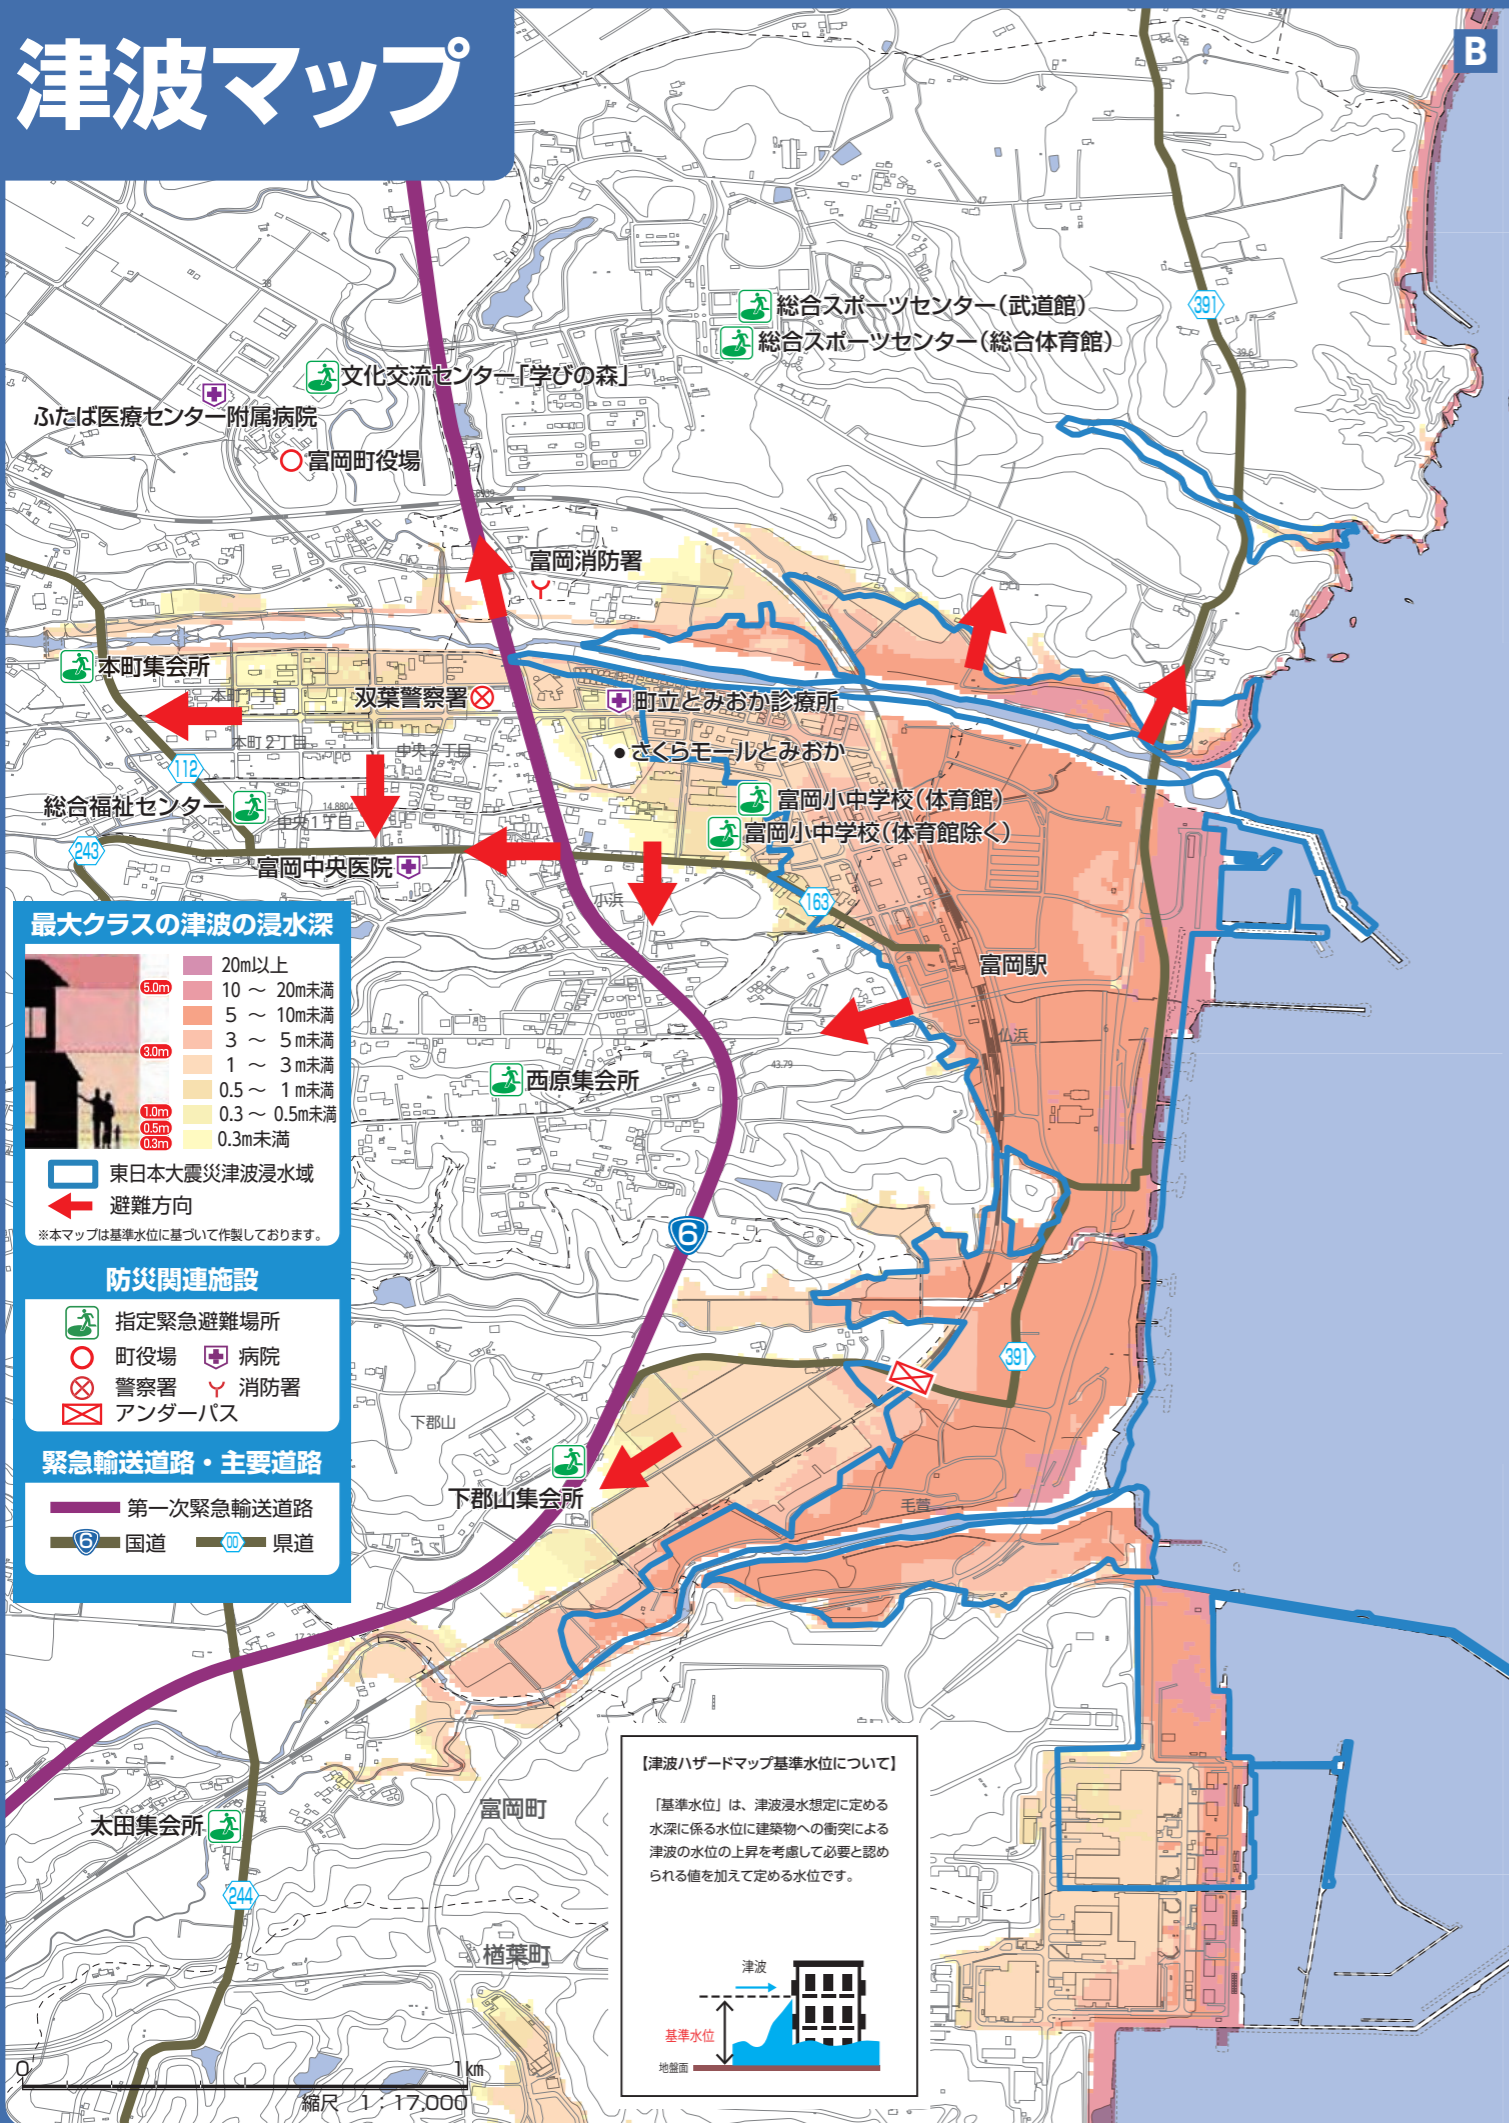 津波マップ
B
391
47
38
39.6
総合スポーツセンター(武道館)
総合スポーツセンター(総合体育館)
文化交流センター「学びの森」
ふたば医療センター附属病院
富岡町役場
46
富岡消防署
40
本町集会所
本町1丁目
双葉警察署
町立とみおか診療所
本町2丁目
中央2丁目
さくらモールとみおか
112
総合福祉センター
14.8804
中央1丁目
富岡小中学校(体育館)
富岡小中学校(体育館除く)
243
富岡中央医院
小浜
163
富岡駅
仏浜
6
43.79
西原集会所
最大クラスの津波の浸水深
20m以上
5.0m
10 ~ 20m未満
5 ~ 10m未満
3 ~ 5m未満
3.0m
1 ~ 3m未満
0.5~ 1m未満
1.0m
0.3~ 0.5m未満
0.5m
0.3m
0.3m未満
東日本大震災津波浸水域
避難方向
※本マップは基準水位に基づいて作製しております。
6
46
防災関連施設
指定緊急避難場所
町役場
病院
警察署
消防署
アンダーパス
391
下郡山
緊急輸送道路・主要道路
第一次緊急輸送道路
6
国道
00
県道
下郡山集会所
毛萱
太田集会所
244
富岡町
楢葉町
【津波ハザードマップ基準水位について】
「基準水位」は、津波浸水想定に定める
水深に係る水位に建築物への衝突による
津波の水位の上昇を考慮して必要と認め
られる値を加えて定める水位です。
津波
基準水位
地盤面
0
1km
縮尺 1:17,000